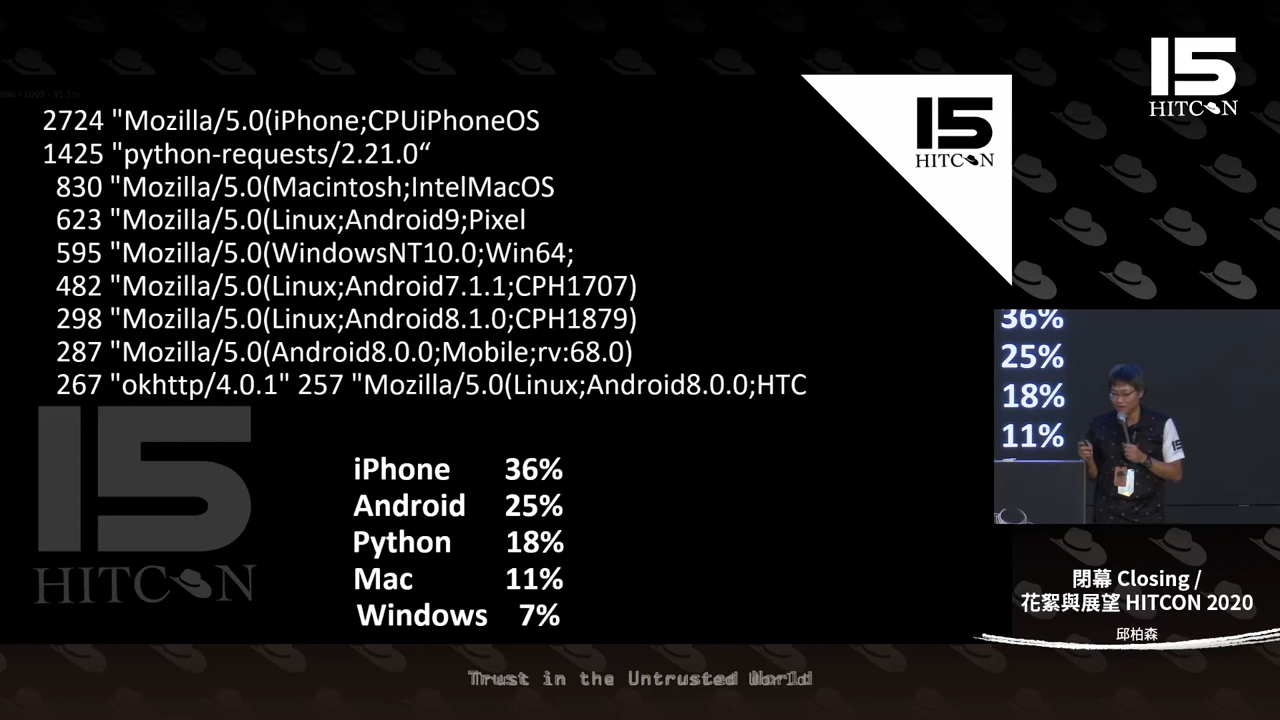 2724 "Mozilla/5.0(iPhone;CPUiPhoneOS
1425 "python-requests/2.21.0“
830 "Mozilla/5.0(Macintosh;IntelMacOS
623 "Mozilla/5.0(Linux;Android9;Pixel
595 "Mozilla/5.0(WindowsNT10.0;Win64;
482 "Mozilla/5.0(Linux;Android7.1.1;CPH1707)
298 "Mozilla/5.0(Linux;Android8.1.0;CPH1879)
287 "Mozilla/5.0(Android8.0.0;Mobile;rv:68.0)
267 "okhttp/4.0.1" 257 "Mozilla/5.0(Linux;Android8.0.0;HTC
iPhone 36%
Android 25%
Python 18%
Mac 11%
Windows 7%
15
HITCON
15
HITCON
15
HITCON
36%
25%
18%
11%
15
閉幕 Closing /
花絮與展望 HITCON 2020
邱柏森
Trust in the Untrusted World